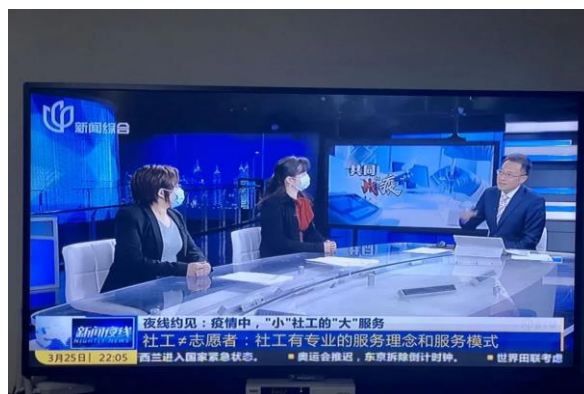 新闻综合
共同
战疫
夜线约见：疫情中，"小"社工的"大"服务
新闻夜线
NIGHTLY NEWS
社工≠志愿者：社工有专业的服务理念和服务模式
3月25日 22:05 西兰进入国家紧急状态。 ■奥运会推迟，东京拆除倒计时钟。 ■世界田联考虑